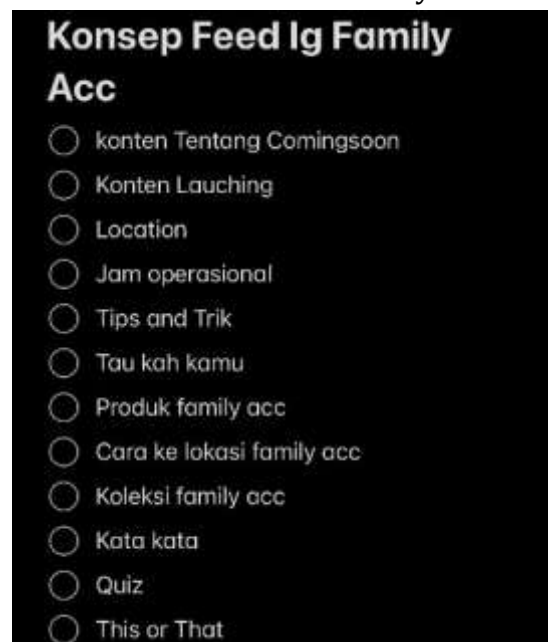 Konsep Feed Ig Family
Acc
konten Tentang Comingsoon
Konten Lauching
Location
Jam operasional
Tips and Trik
Tau kah kamu
Produk family acc
Cara ke lokasi family acc
Koleksi family acc
Kata kata
Quiz
This or That